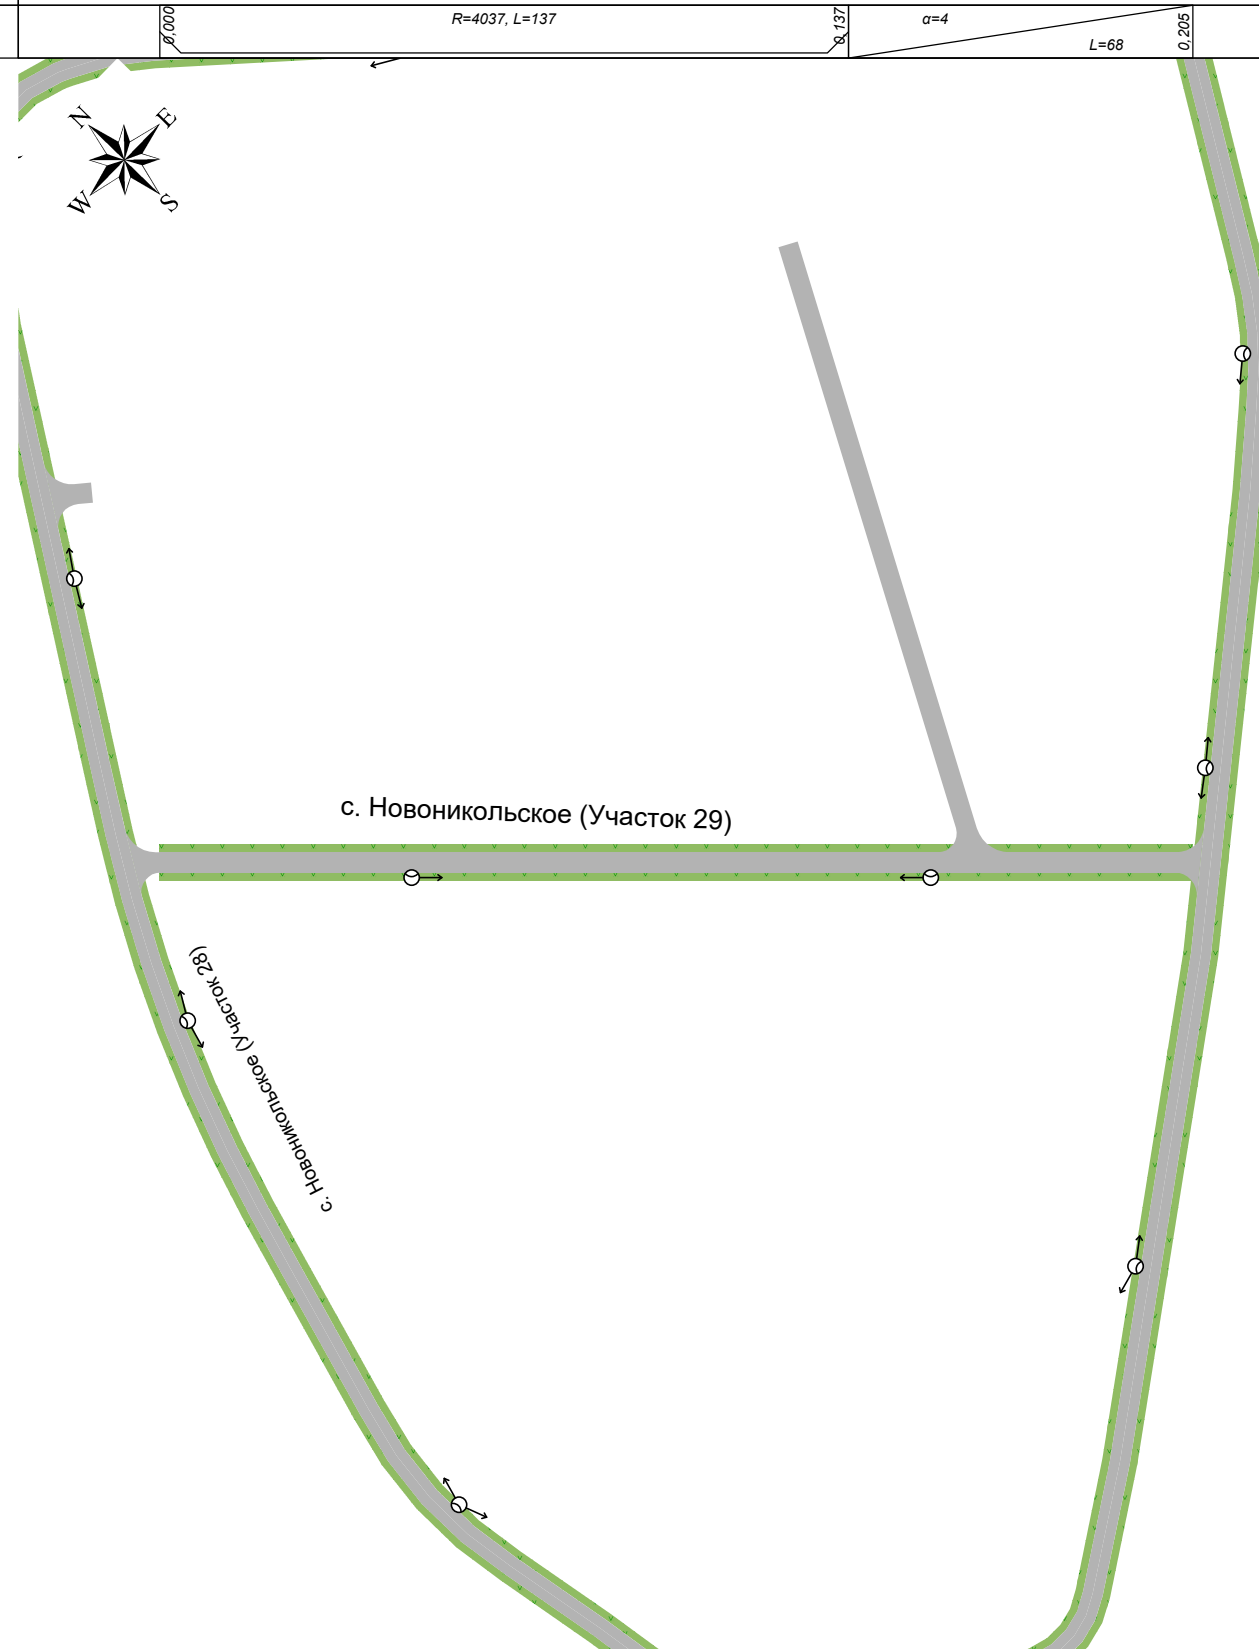 0,000
R=4037, L=137
0,137
α=4
L=68
0,205
N
E
W
S
с. Новоникольское (Участок 29)
с. Новоникольское (Участок 28)